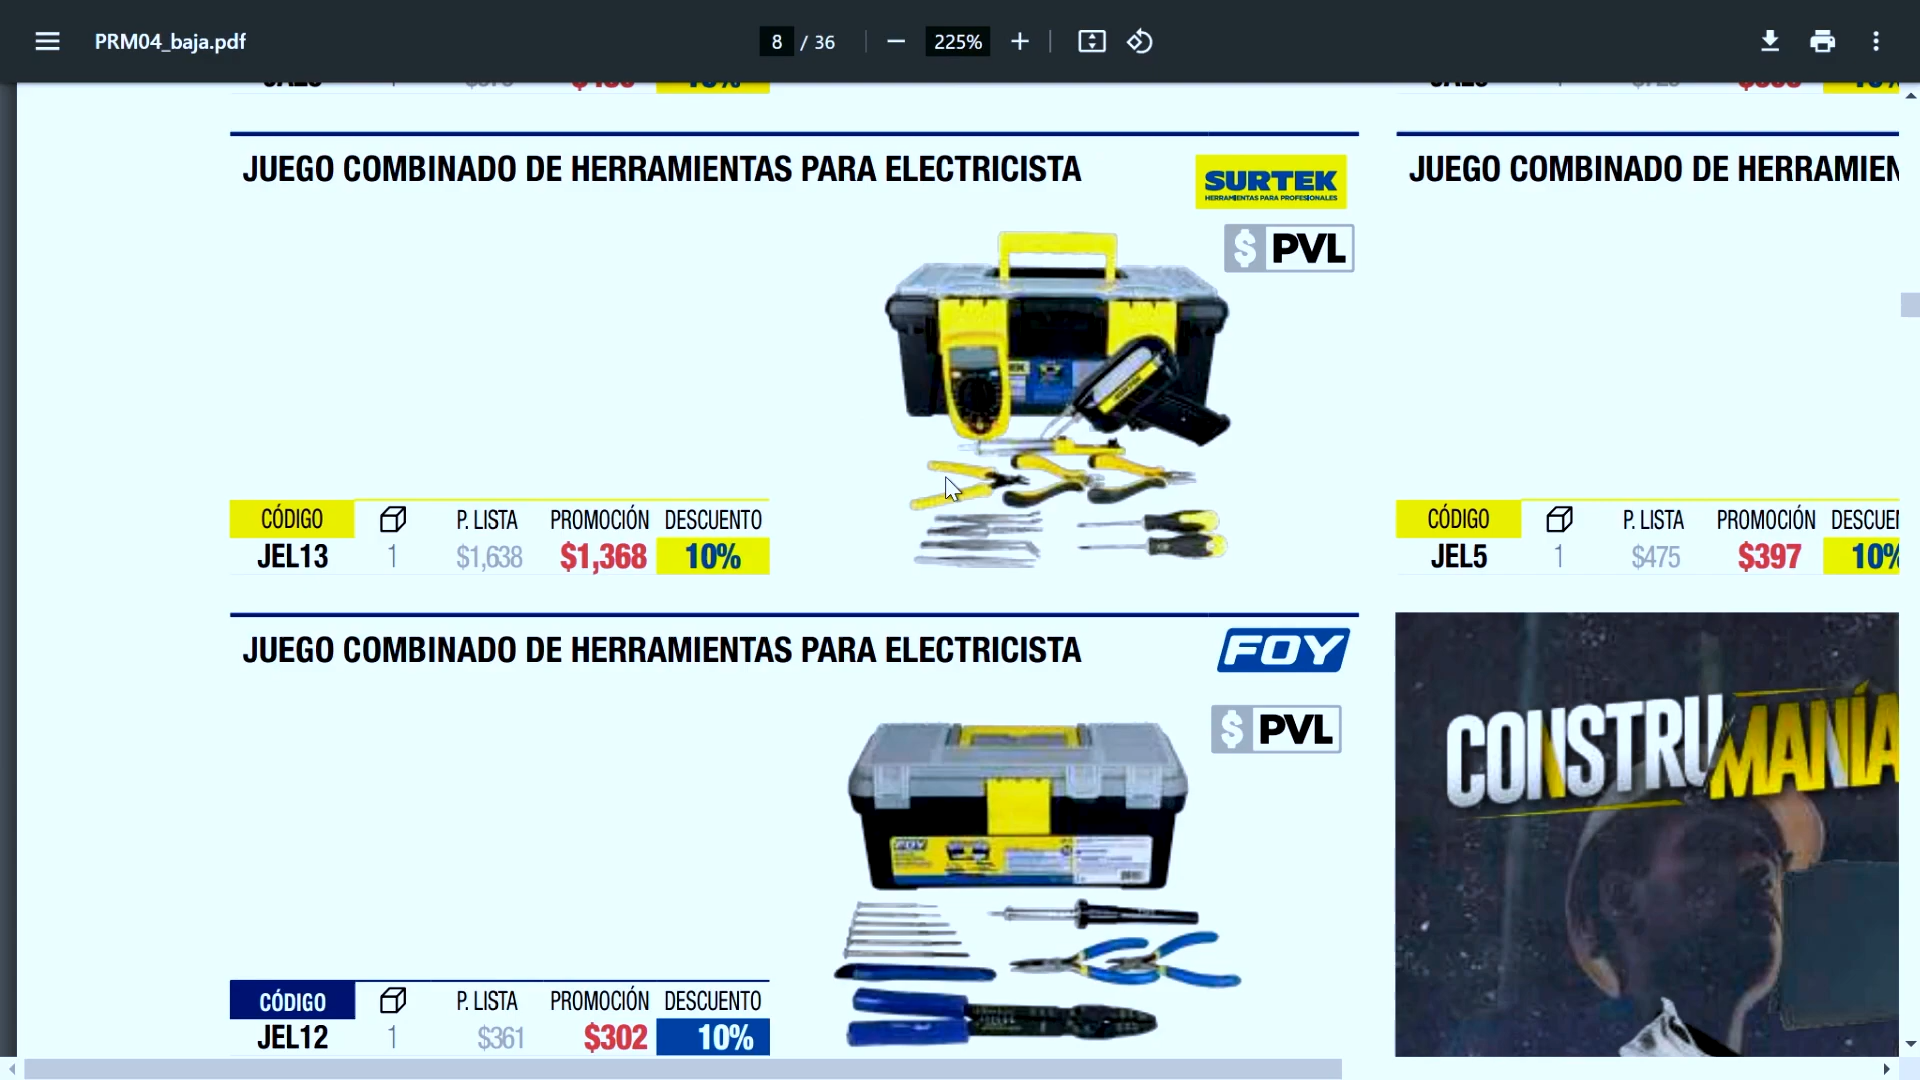 PRM04_baja.pdf
8 / 36
225%
JUEGO COMBINADO DE HERRAMIENTAS PARA ELECTRICISTA
SURTEK
HERRAMIENTAS PARA PROFESIONALES
$ PVL
CÓDIGO P. LISTA PROMOCIÓN DESCUENTO
JEL13 1 $1,638 $1,368 10%
JUEGO COMBINADO DE HERRAMIEN
CÓDIGO P. LISTA PROMOCIÓN DESCUEN
JEL5 1 $475 $397 10%
JUEGO COMBINADO DE HERRAMIENTAS PARA ELECTRICISTA
FOY
$ PVL
FOY
CÓDIGO P. LISTA PROMOCIÓN DESCUENTO
JEL12 1 $361 $302 10%
CONSTRUMANÍA